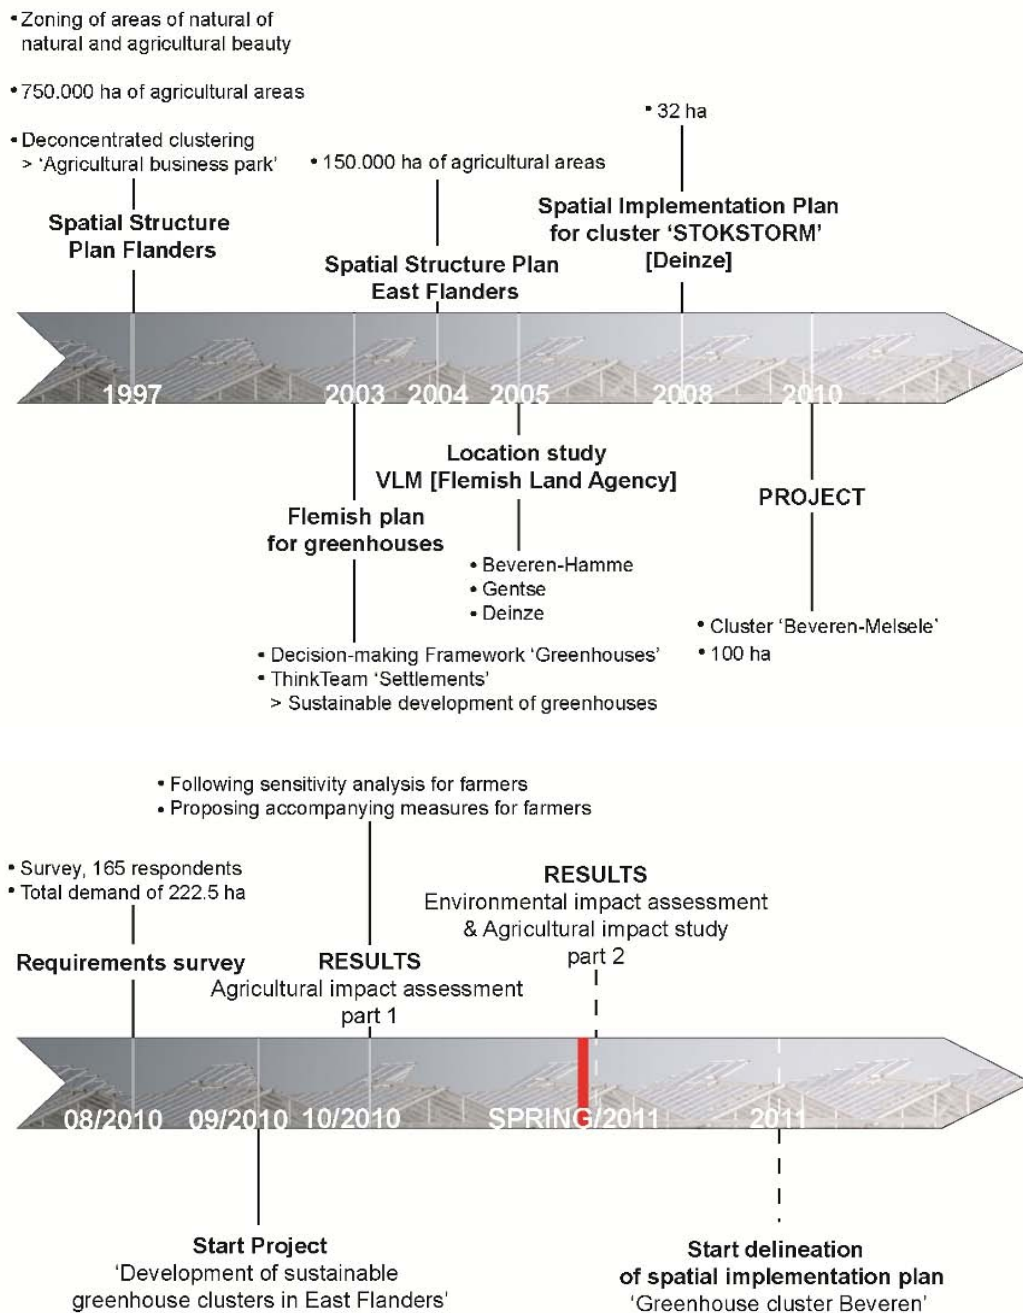 • Zoning of areas of natural of
natural and agricultural beauty
• 750.000 ha of agricultural areas
• Deconcentrated clustering
> 'Agricultural business park'
Spatial Structure
Plan Flanders
• 150.000 ha of agricultural areas
Spatial Structure Plan
East Flanders
• 32 ha
Spatial Implementation Plan
for cluster 'STOKSTORM'
[Deinze]
1997
2003
2004
2005
2008
2010
Flemish plan
for greenhouses
• Decision-making Framework 'Greenhouses'
• ThinkTeam 'Settlements'
> Sustainable development of greenhouses
Location study
VLM [Flemish Land Agency]
• Beveren-Hamme
• Gentse
• Deinze
PROJECT
• Cluster 'Beveren-Melsele'
• 100 ha
• Following sensitivity analysis for farmers
• Proposing accompanying measures for farmers
• Survey, 165 respondents
• Total demand of 222.5 ha
Requirements survey
RESULTS
Agricultural impact assessment
part 1
RESULTS
Environmental impact assessment
& Agricultural impact study
part 2
08/2010
09/2010
10/2010
SPRING/2011
2011
Start Project
'Development of sustainable
greenhouse clusters in East Flanders'
Start delineation
of spatial implementation plan
'Greenhouse cluster Beveren'